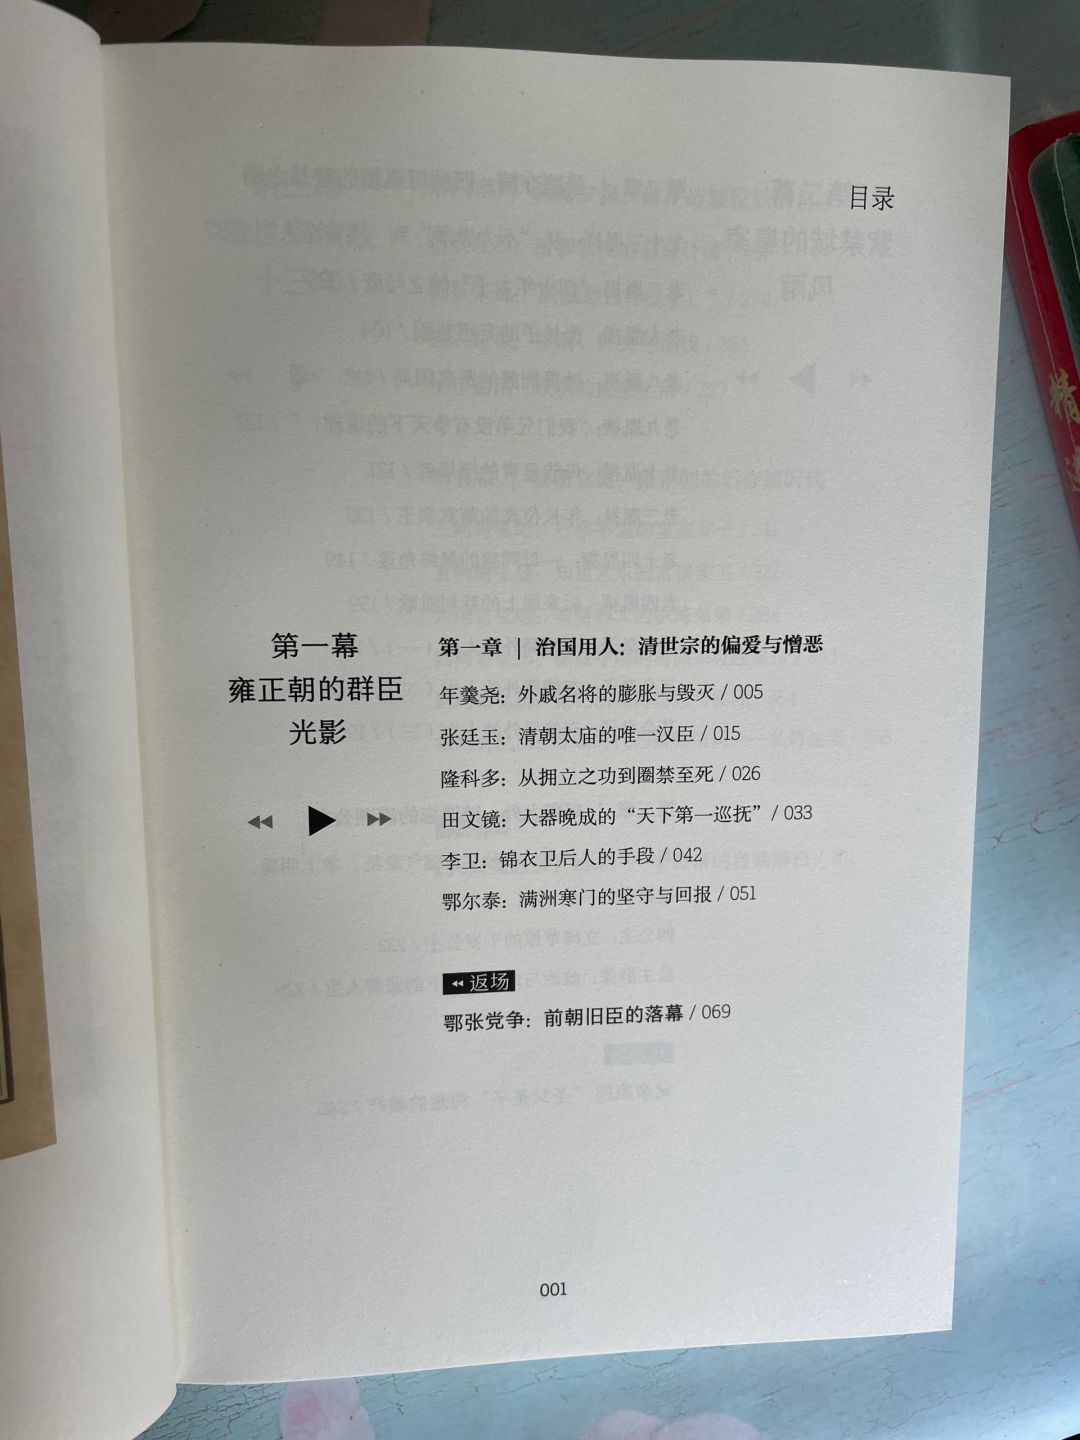 目录
第一幕
雍正朝的群臣
光影
第一章 | 治国用人：清世宗的偏爱与憎恶
年羹尧：外戚名将的膨胀与毁灭 / 005
张廷玉：清朝太庙的唯一汉臣 / 015
隆科多：从拥立之功到圈禁至死 / 026
田文镜：大器晚成的“天下第一巡抚” / 033
李卫：锦衣卫后人的手段 / 042
鄂尔泰：满洲寒门的坚守与回报 / 051
返场
鄂张党争：前朝旧臣的落幕 / 069
001
精